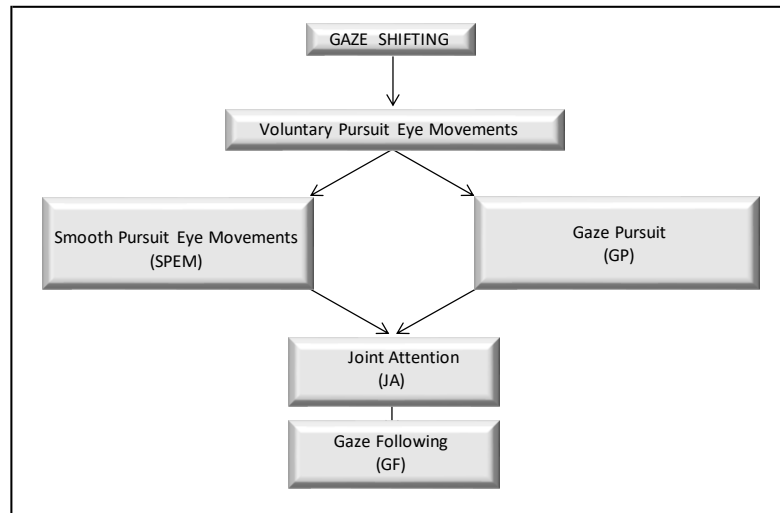 GAZE SHIFTING
Voluntary Pursuit Eye Movements
Smooth Pursuit Eye Movements
(SPEM)
Gaze Pursuit
(GP)
Joint Attention
(JA)
Gaze Following
(GF)